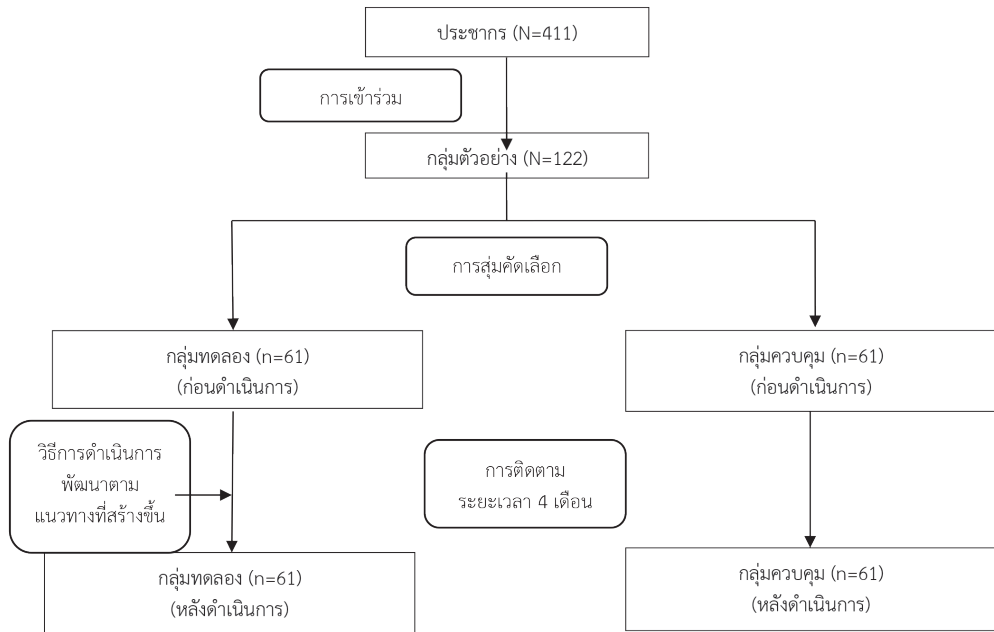 ประชากร (N=411)
การเข้าร่วม
กลุ่มตัวอย่าง (N=122)
การสุ่มคัดเลือก
กลุ่มทดลอง (n=61)
(ก่อนดำเนินการ)
กลุ่มควบคุม (n=61)
(ก่อนดำเนินการ)
วิธีการดำเนินการ
พัฒนาตาม
แนวทางที่สร้างขึ้น
การติดตาม
ระยะเวลา 4 เดือน
กลุ่มทดลอง (n=61)
(หลังดำเนินการ)
กลุ่มควบคุม (n=61)
(หลังดำเนินการ)